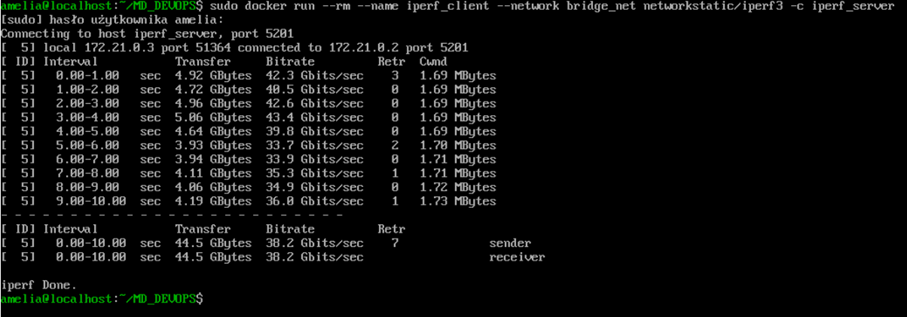 amelia@localhost:~/MD_DEVOPS$ sudo docker run --rm --name iperf_client --network bridge_net networkstatic/iperf3 -c iperf_server
[sudo] hasło użytkownika amelia:
Connecting to host iperf_server, port 5201
[  5] local 172.21.0.3 port 51364 connected to 172.21.0.2 port 5201
[ ID] Interval           Transfer     Bitrate         Retr  Cwnd
[  5]   0.00-1.00   sec  4.92 GBytes  42.3 Gbits/sec    3   1.69 MBytes
[  5]   1.00-2.00   sec  4.72 GBytes  40.5 Gbits/sec    0   1.69 MBytes
[  5]   2.00-3.00   sec  4.96 GBytes  42.6 Gbits/sec    0   1.69 MBytes
[  5]   3.00-4.00   sec  5.06 GBytes  43.4 Gbits/sec    0   1.69 MBytes
[  5]   4.00-5.00   sec  4.64 GBytes  39.8 Gbits/sec    0   1.69 MBytes
[  5]   5.00-6.00   sec  3.93 GBytes  33.7 Gbits/sec    2   1.70 MBytes
[  5]   6.00-7.00   sec  3.94 GBytes  33.9 Gbits/sec    0   1.71 MBytes
[  5]   7.00-8.00   sec  4.11 GBytes  35.3 Gbits/sec    1   1.71 MBytes
[  5]   8.00-9.00   sec  4.06 GBytes  34.9 Gbits/sec    0   1.72 MBytes
[  5]   9.00-10.00  sec  4.19 GBytes  36.0 Gbits/sec    1   1.73 MBytes
- - - - - - - - - - - - - - - - - - - - - - - - -
[ ID] Interval           Transfer     Bitrate         Retr
[  5]   0.00-10.00  sec  44.5 GBytes  38.2 Gbits/sec    7             sender
[  5]   0.00-10.00  sec  44.5 GBytes  38.2 Gbits/sec                  receiver

iperf Done.
amelia@localhost:~/MD_DEVOPS$